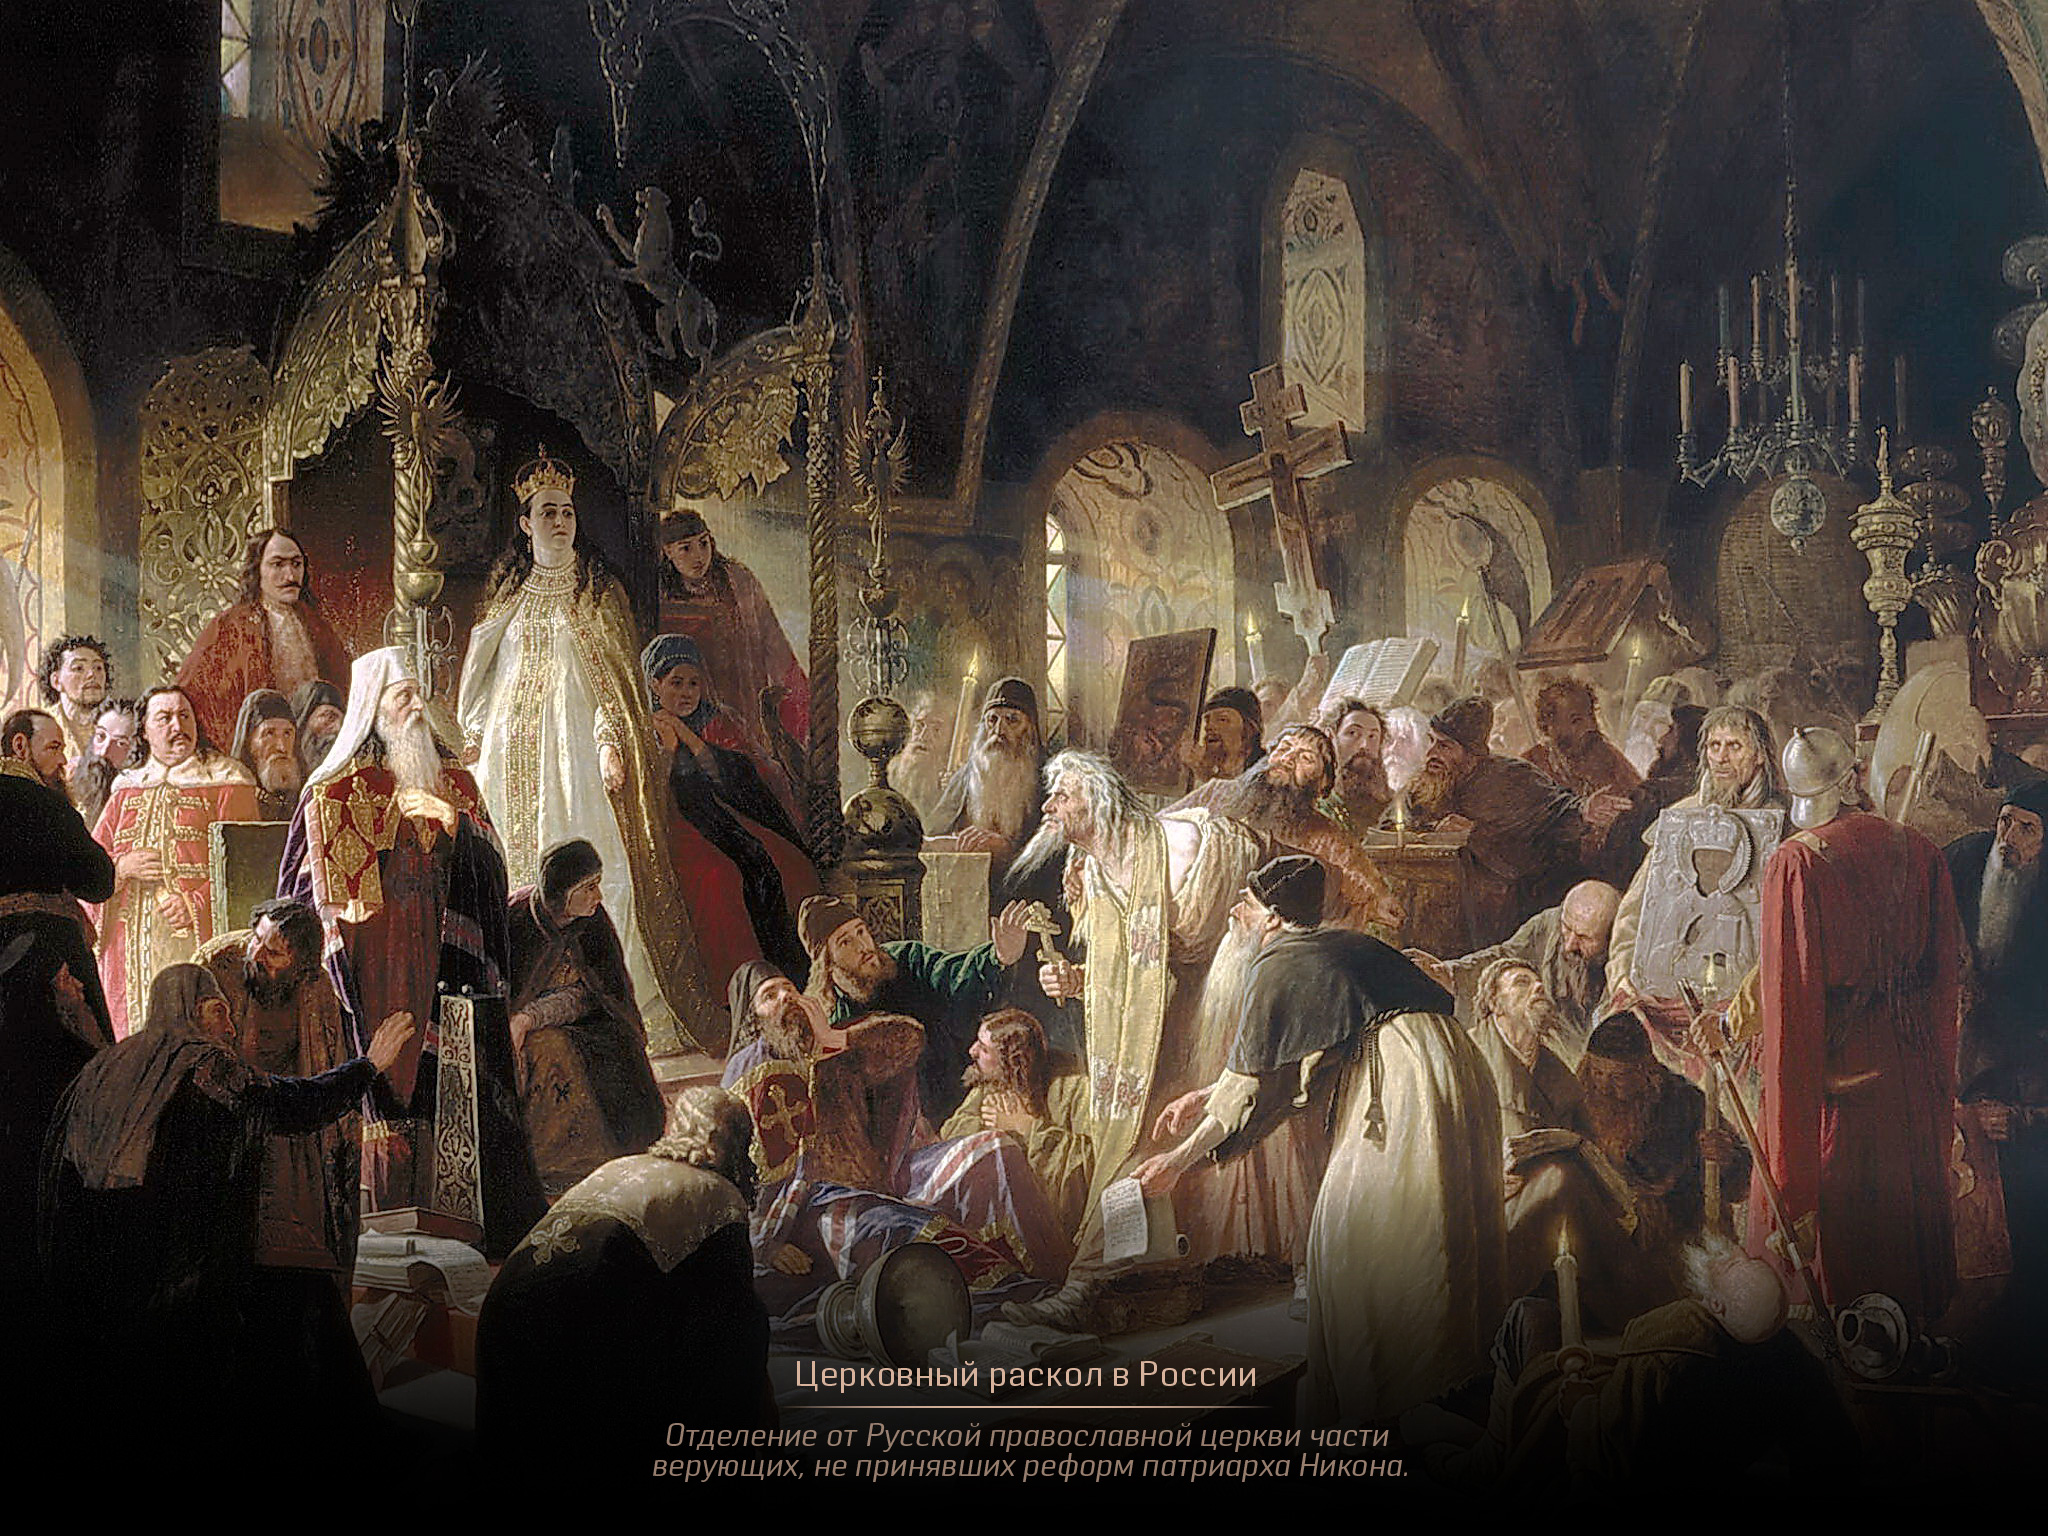 Церковный раскол в России
Отделение от Русской православной церкви части
верующих, не принявших реформ патриарха Никона.